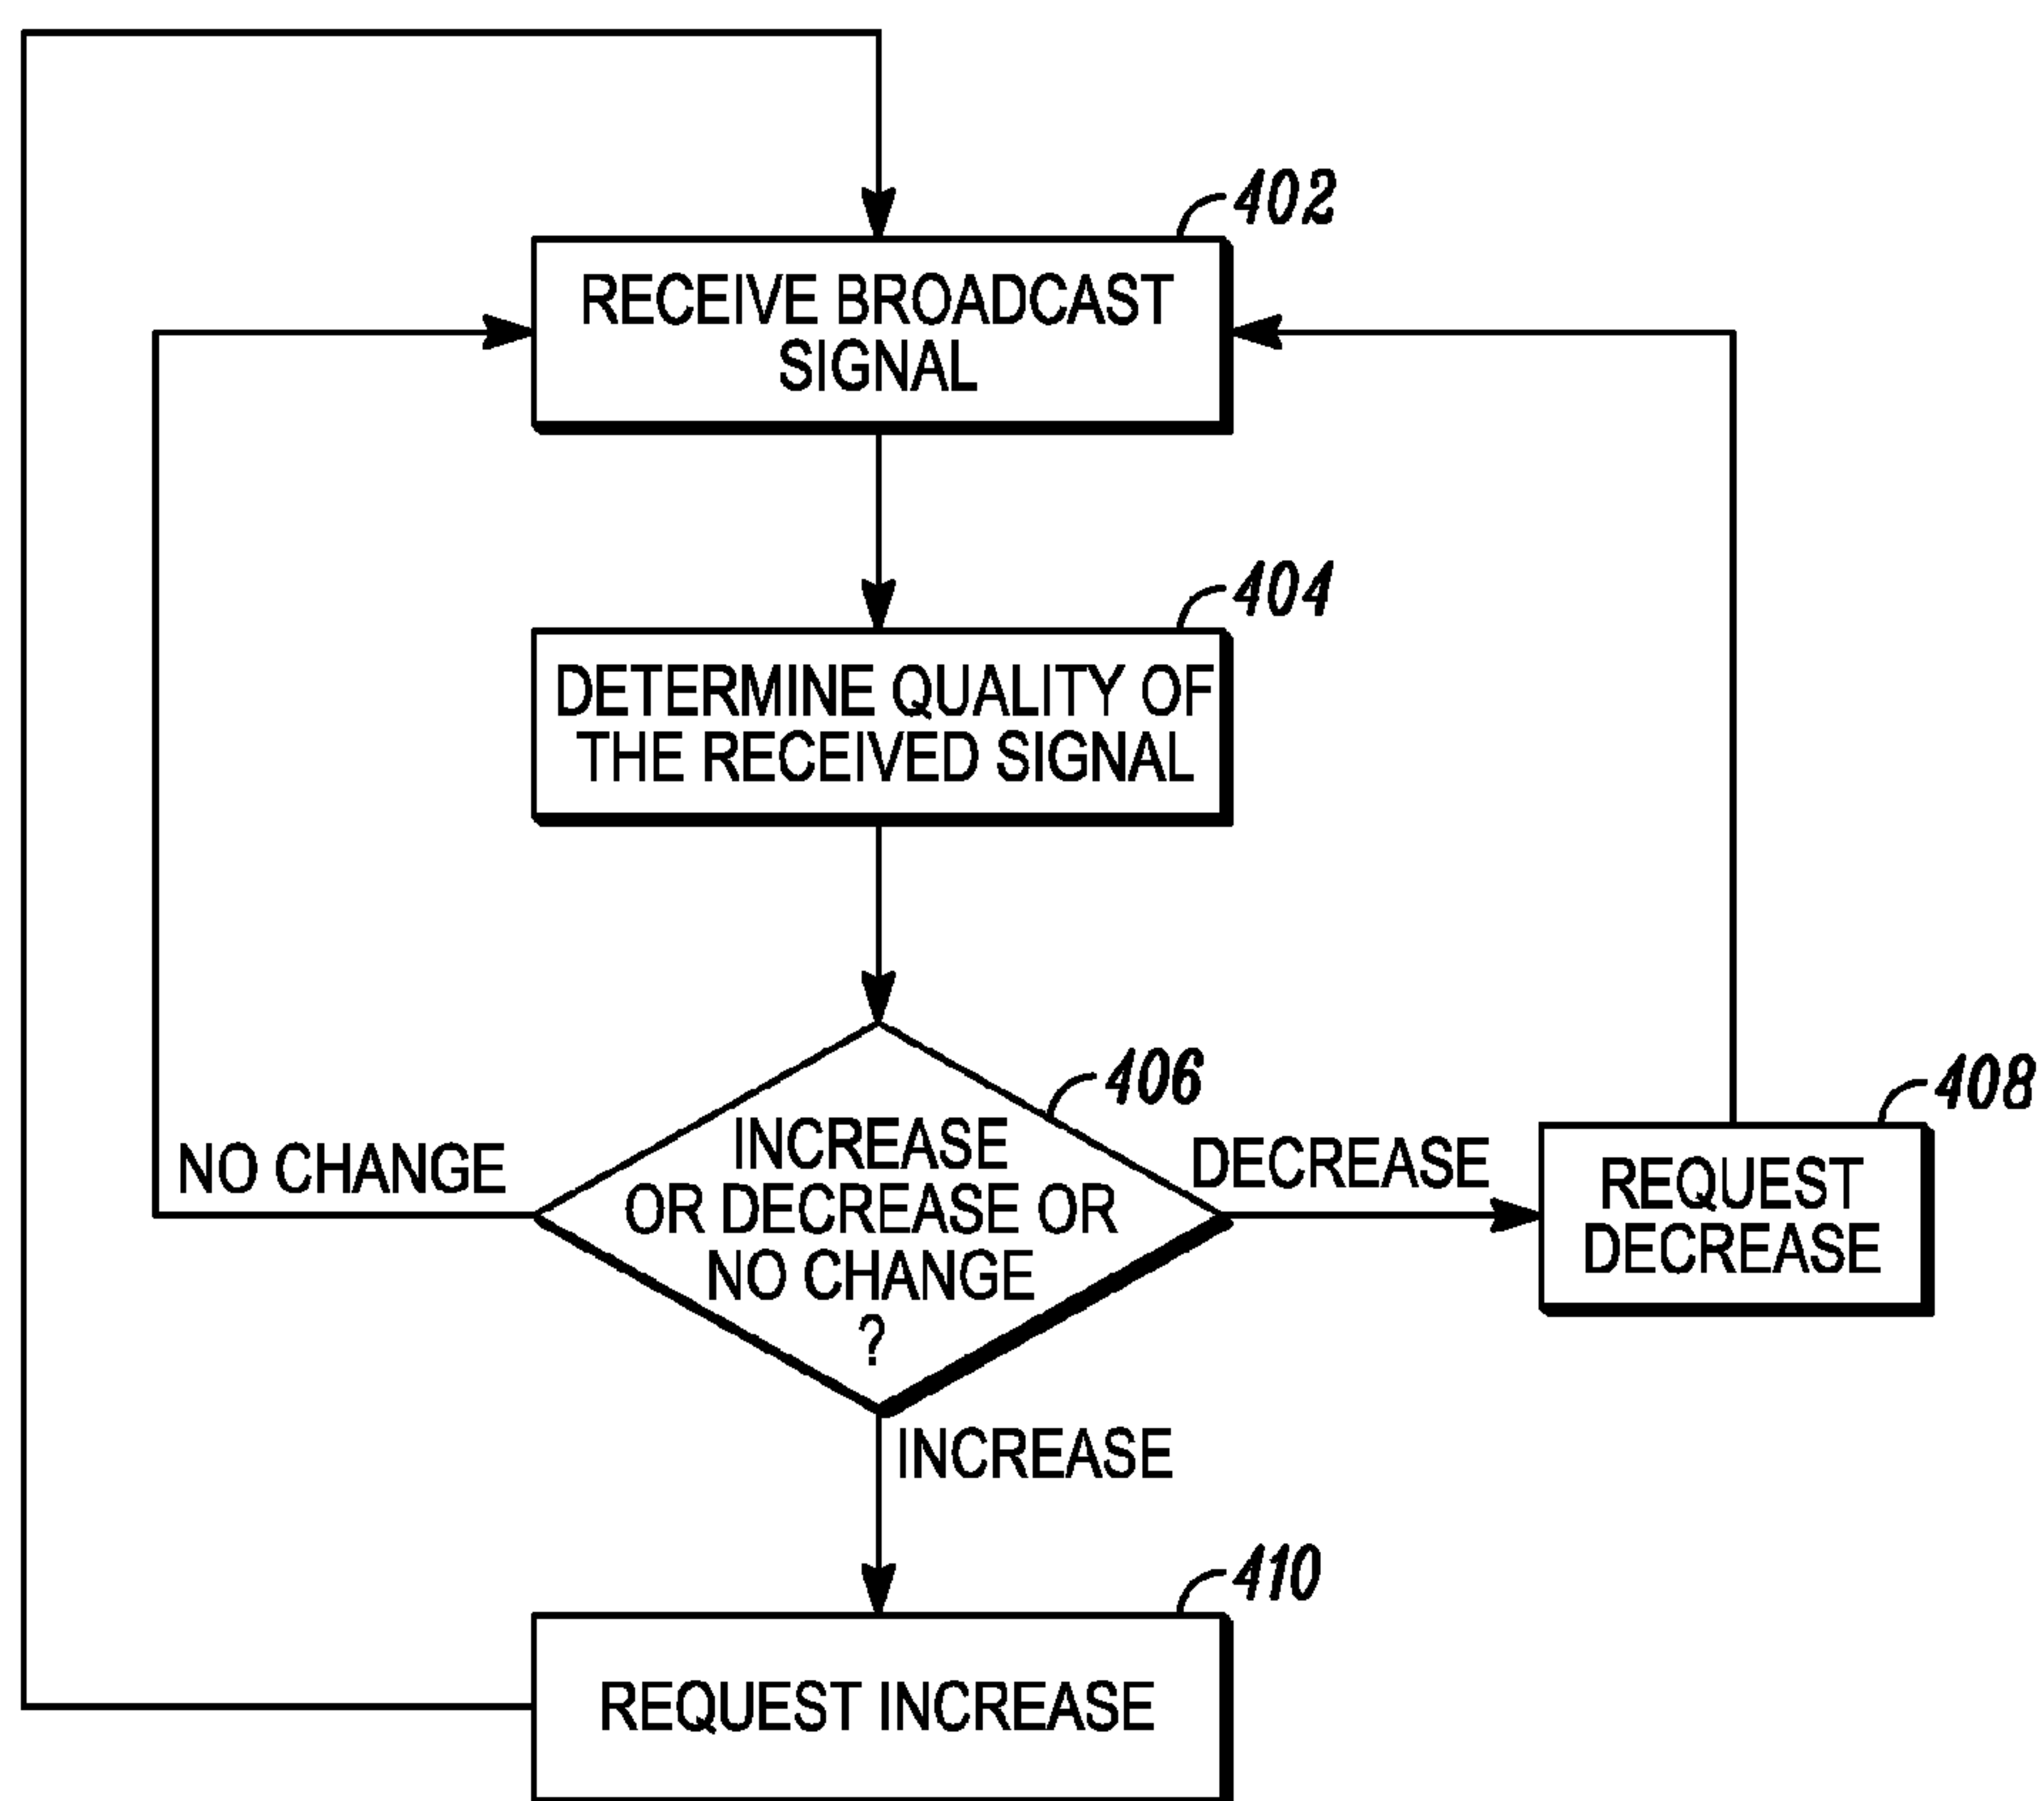 402
RECEIVE BROADCAST
SIGNAL
404
DETERMINE QUALITY OF
THE RECEIVED SIGNAL
406
INCREASE
OR DECREASE OR
NO CHANGE
?
NO CHANGE
DECREASE
408
REQUEST
DECREASE
INCREASE
410
REQUEST INCREASE